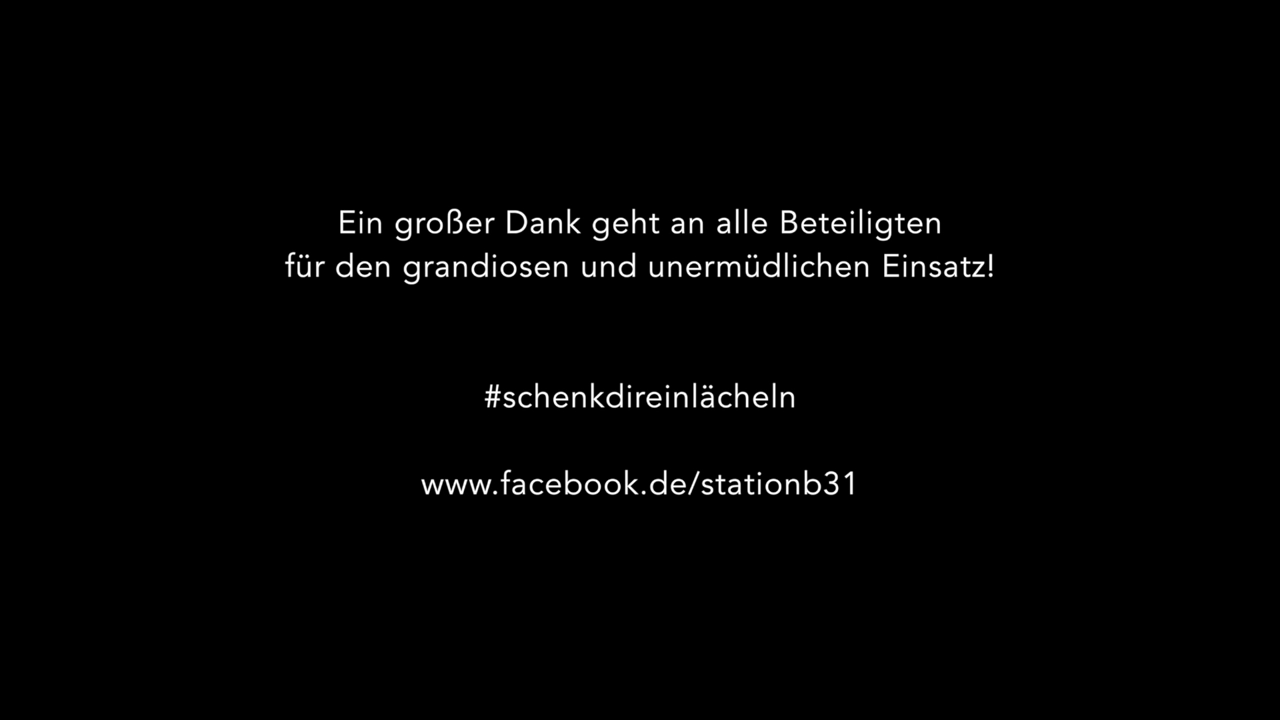 Ein großer Dank geht an alle Beteiligten
für den grandiosen und unermüdlichen Einsatz!
#schenkdireinlächeln
www.facebook.de/stationb31